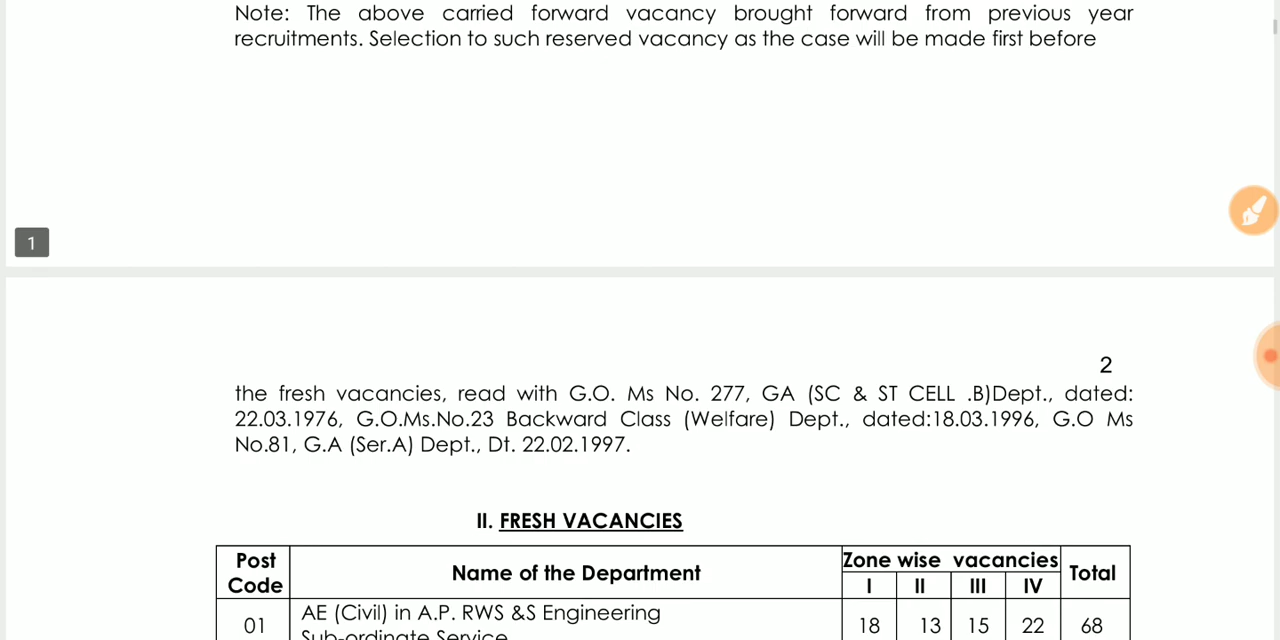 Note: The above carried forward vacancy brought forward from previous year
recruitments. Selection to such reserved vacancy as the case will be made first before
1
2
the fresh vacancies, read with G.O. Ms No. 277, GA (SC & ST CELL .B)Dept., dated:
22.03.1976, G.O.Ms.No.23 Backward Class (Welfare) Dept., dated:18.03.1996, G.O Ms
No.81, G.A (Ser.A) Dept., Dt. 22.02.1997.
II. FRESH VACANCIES
Post Code Name of the Department Zone wise vacancies Total
I II III IV
01 AE (Civil) in A.P. RWS &S Engineering 18 13 15 22 68
Sub-ordinate Service